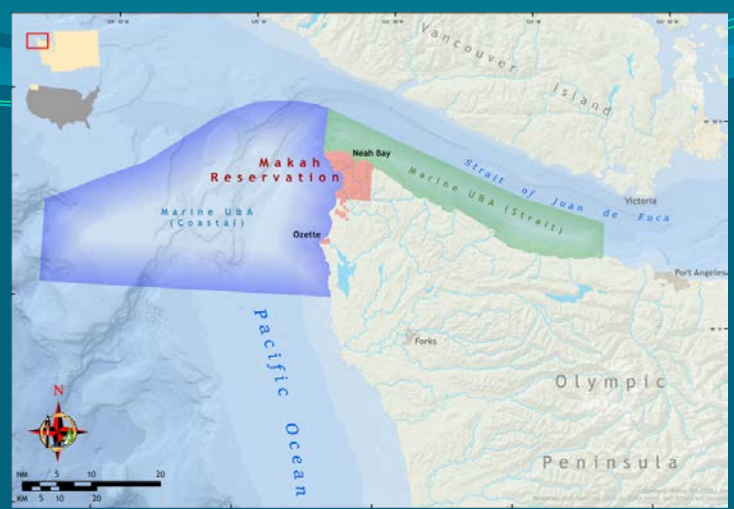 Vancouver
Island
Neah Bay
Makah
Reservation
Strait of Juan de Fuca
Marine U&A (Strait)
Victoria
Marine U&A
(Coastal)
Ozette
Port Angeles
Forks
Pacific Ocean
Olympic
Peninsula
N
NM 5 10 20
KM 5 10 20